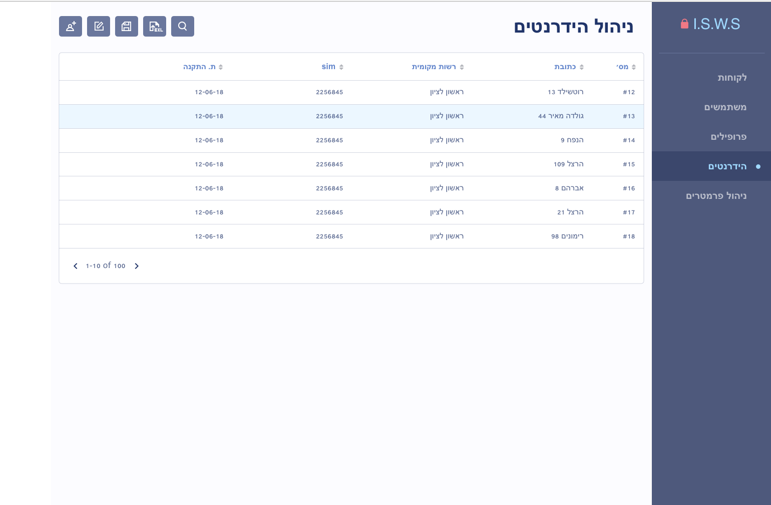 I.S.W.S
לקוחות
משתמשים
פרופילים
הידרנטים
ניהול פרמטרים
ניהול הידרנטים
EXL
מס׳ כתובת רשות מקומית sim ת. התקנה
#12 רוטשילד 13 ראשון לציון 2256845 12-06-18
#13 גולדה מאיר 44 ראשון לציון 2256845 12-06-18
#14 הנפח 9 ראשון לציון 2256845 12-06-18
#15 הרצל 109 ראשון לציון 2256845 12-06-18
#16 אברהם 8 ראשון לציון 2256845 12-06-18
#17 הרצל 21 ראשון לציון 2256845 12-06-18
#18 רימונים 98 ראשון לציון 2256845 12-06-18
1-10 of 100